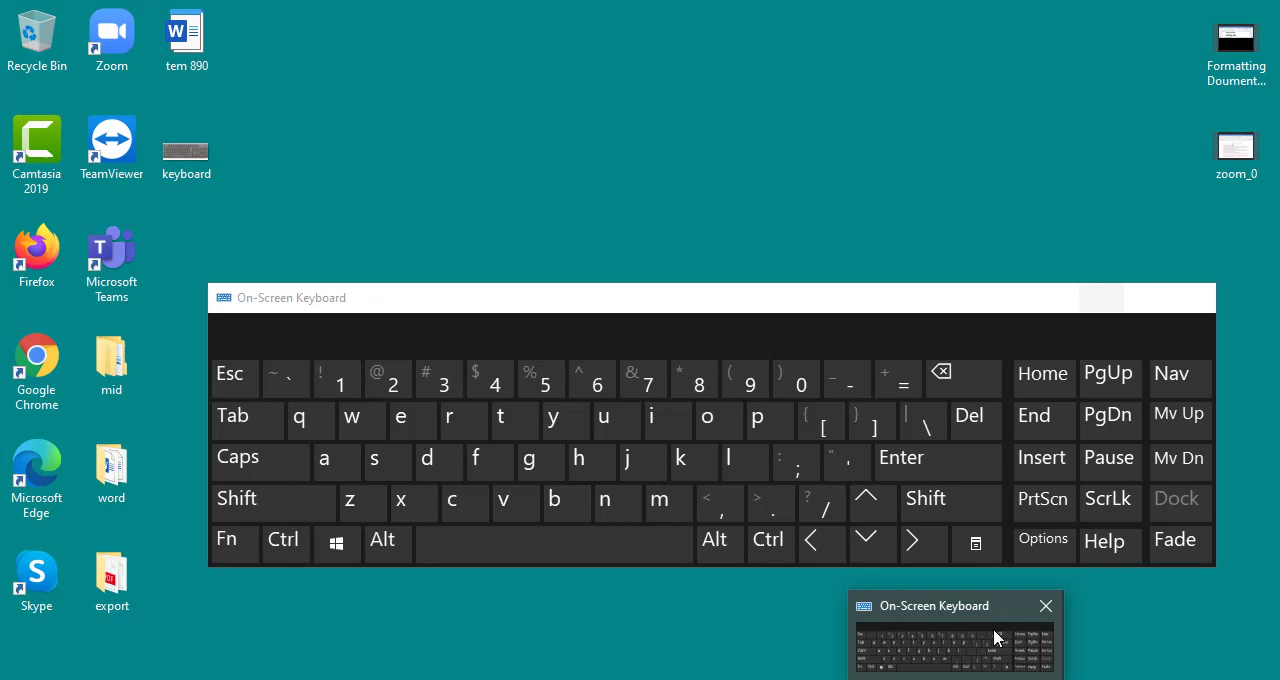 Recycle Bin
Zoom
tem 890
Formatting
Doument...
Camtasia
2019
TeamViewer
keyboard
zoom_0
Firefox
Microsoft
Teams
On-Screen Keyboard
Google
Chrome
mid
Esc ~ ` ! 1 @ 2 # 3 $ 4 % 5 ^ 6 & 7 * 8 ( 9 ) 0 _ - + = Home PgUp Nav
Tab q w e r t y u i o p { [ } ] | \ Del End PgDn Mv Up
Caps a s d f g h j k l : ; " ' Enter Insert Pause Mv Dn
Shift z x c v b n m < , > . ? / Shift PrtScn ScrLk Dock
Fn Ctrl Alt Alt Ctrl Options Help Fade
Microsoft
Edge
word
Skype
export
PDF
On-Screen Keyboard